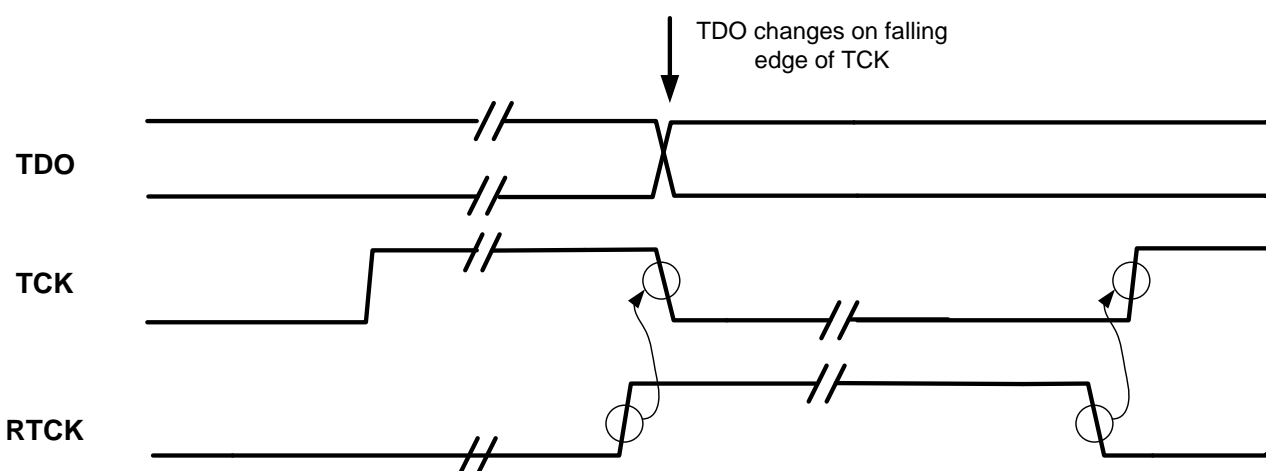 TDO changes on falling
edge of TCK
TDO
TCK
RTCK